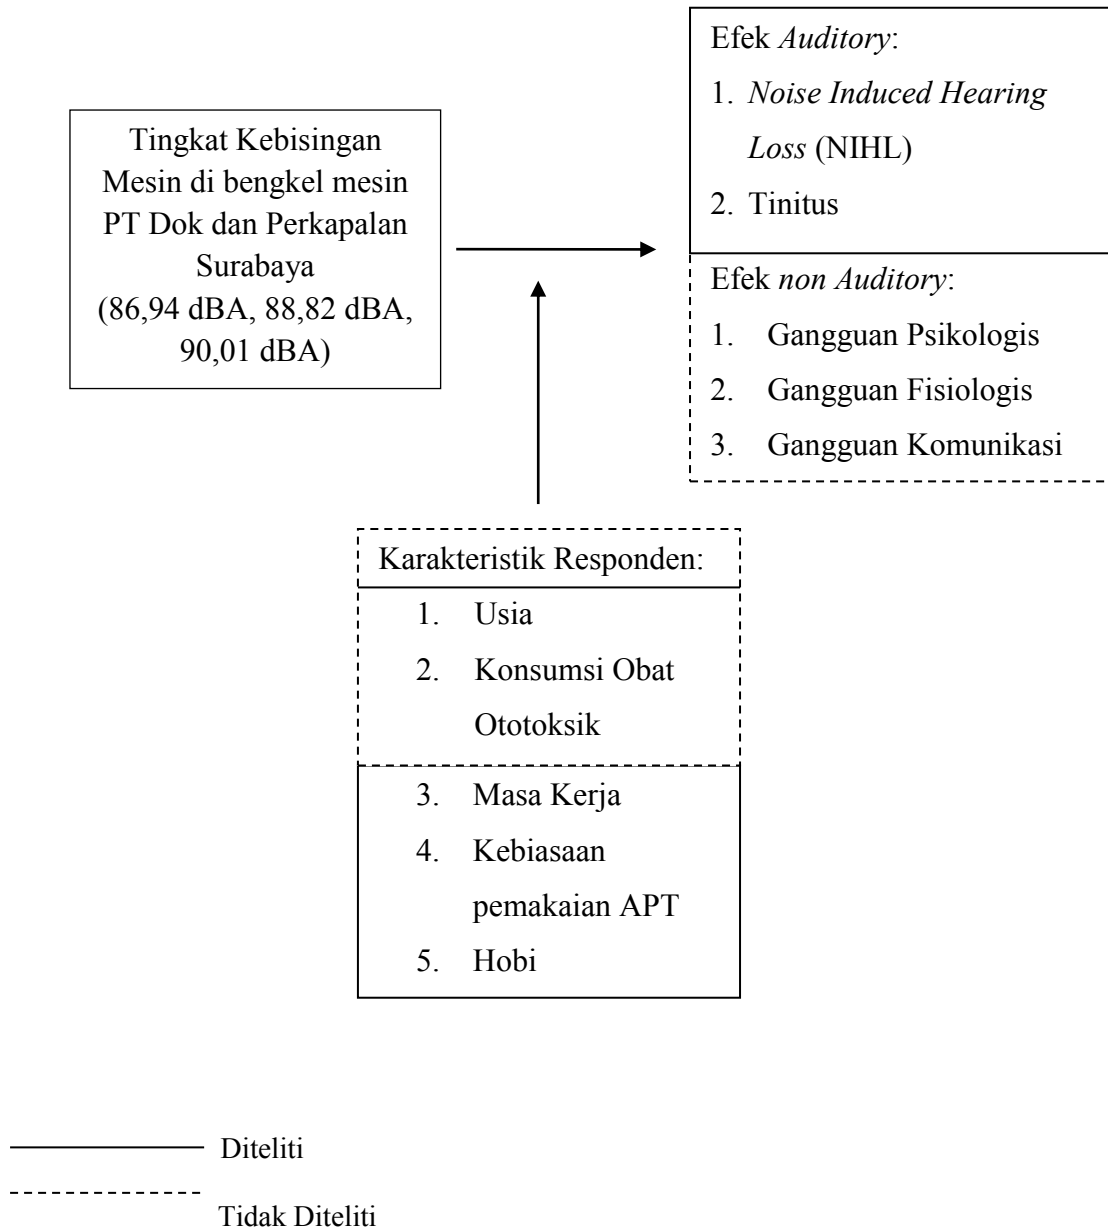 Tingkat Kebisingan
Mesin di bengkel mesin
PT Dok dan Perkapalan
Surabaya
(86,94 dBA, 88,82 dBA,
90,01 dBA)
Efek Auditory:
1. Noise Induced Hearing
Loss (NIHL)
2. Tinitus
Efek non Auditory:
1. Gangguan Psikologis
2. Gangguan Fisiologis
3. Gangguan Komunikasi
Karakteristik Responden:
1. Usia
2. Konsumsi Obat
Ototoksik
3. Masa Kerja
4. Kebiasaan
pemakaian APT
5. Hobi
Diteliti
Tidak Diteliti